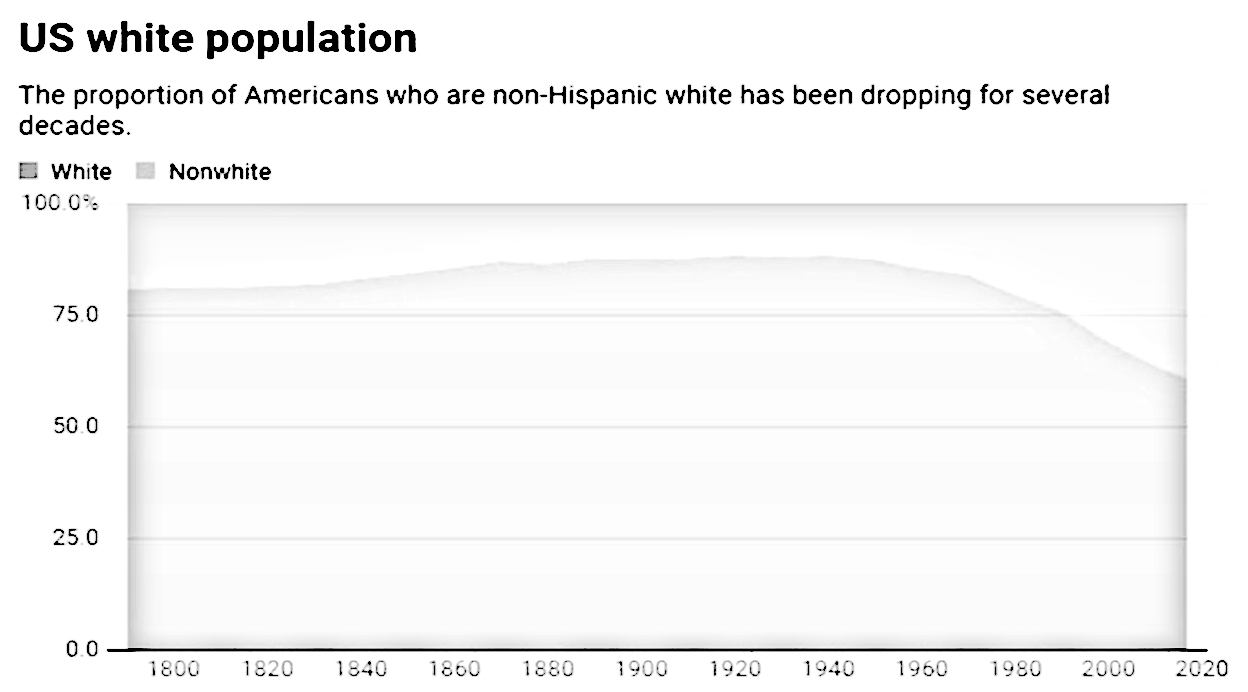 US white population
The proportion of Americans who are non-Hispanic white has been dropping for several
decades.
White Nonwhite
100.0%
75.0
50.0
25.0
0.0
1800 1820 1840 1860 1880 1900 1920 1940 1960 1980 2000 2020